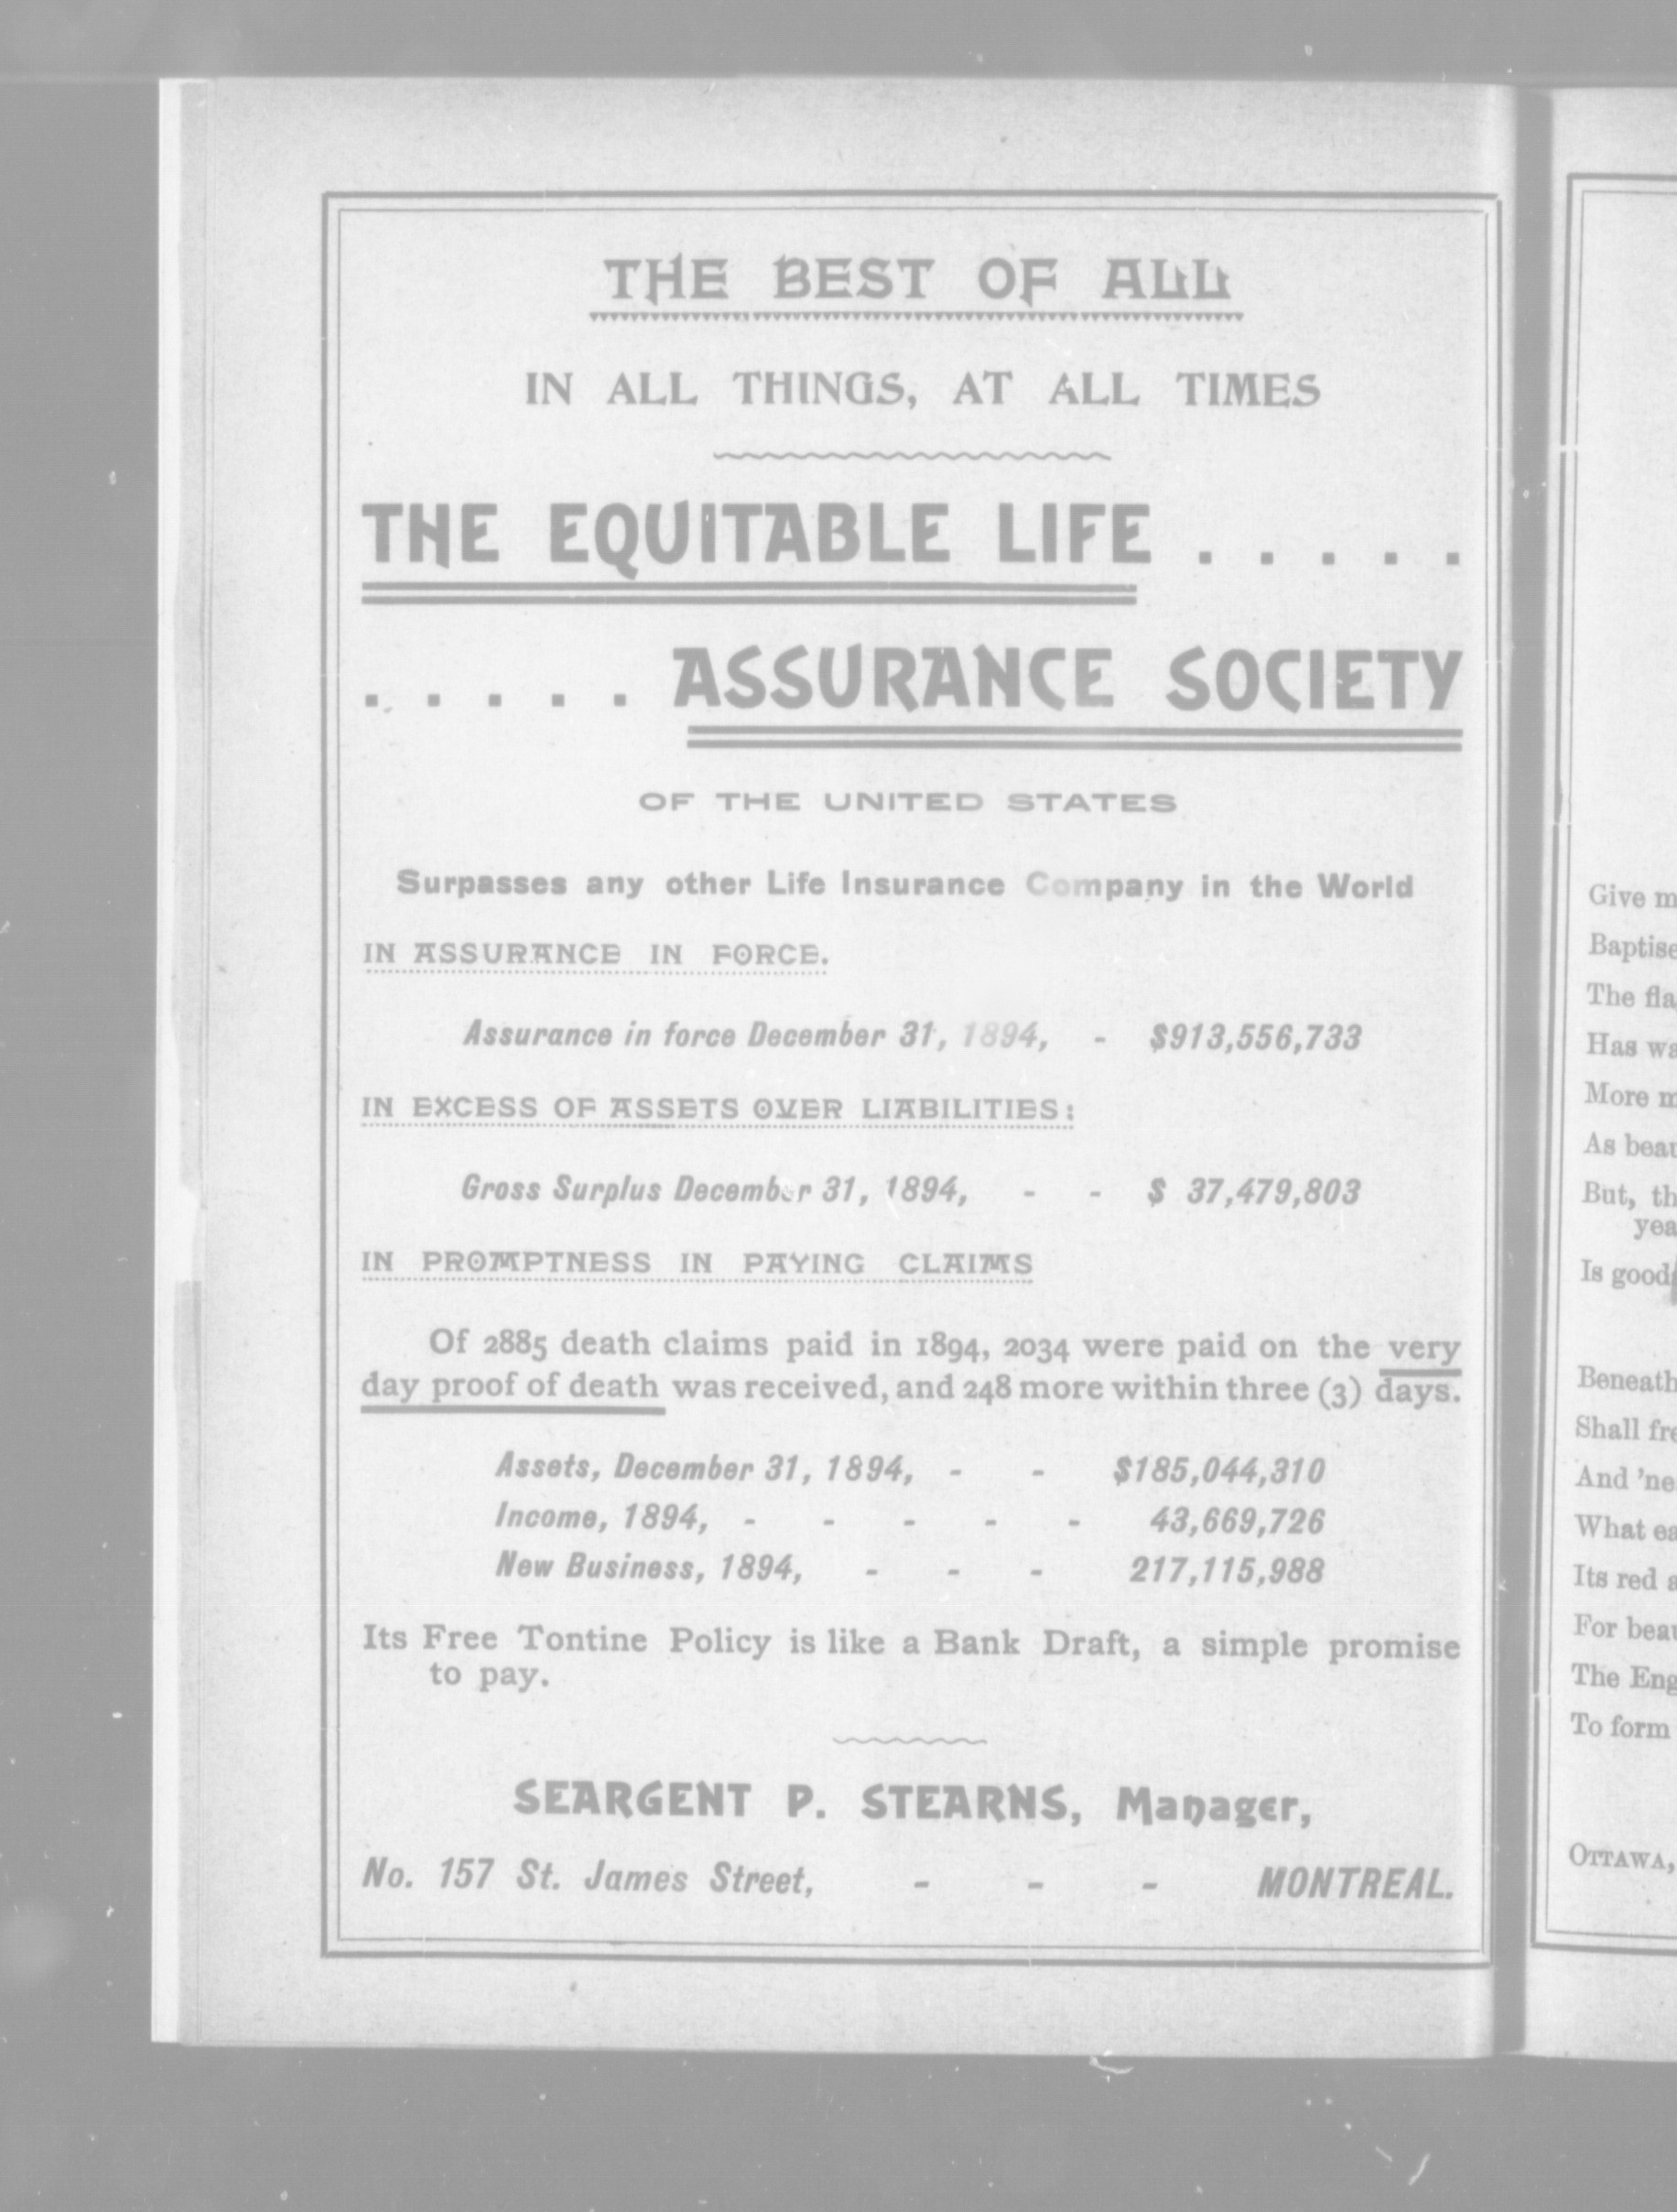 THE BEST OF ALL
IN ALL THINGS, AT ALL TIMES
THE EQUITABLE LIFE . . . . .
. . . . . ASSURANCE SOCIETY
OF THE UNITED STATES
Surpasses any other Life Insurance Company in the World
IN ASSURANCE IN FORCE.
Assurance in force December 31, 1894, - $913,556,733
IN EXCESS OF ASSETS OVER LIABILITIES:
Gross Surplus December 31, 1894, - - $ 37,479,803
IN PROMPTNESS IN PAYING CLAIMS
Of 2885 death claims paid in 1894, 2034 were paid on the very
day proof of death was received, and 248 more within three (3) days.
Assets, December 31, 1894, - - $185,044,310
Income, 1894, - - - - - 43,669,726
New Business, 1894, - - - 217,115,988
Its Free Tontine Policy is like a Bank Draft, a simple promise
to pay.
SEARGENT P. STEARNS, Manager,
No. 157 St. James Street, - - - MONTREAL.
Give
The
Has
More
As
But,
Is good
Beneath
Shall
And
What
Its red
For
The
To form
OTTAWA,